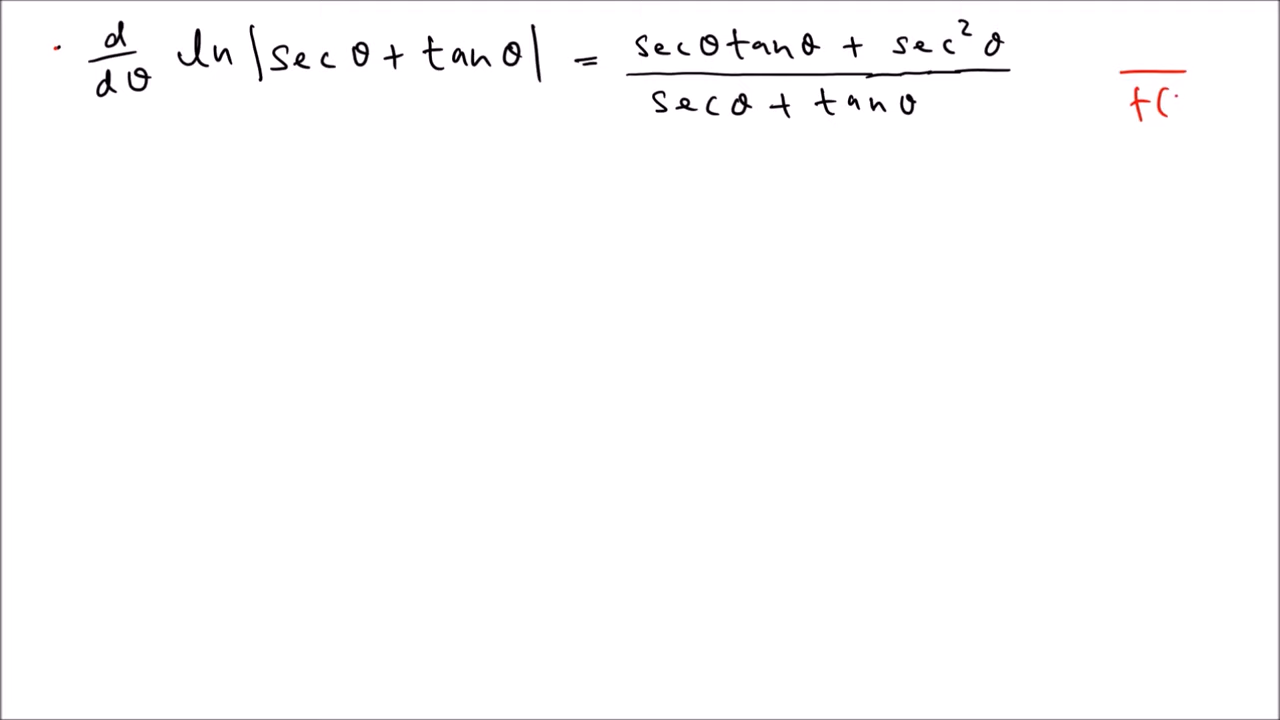 d/dθ ln|secθ + tanθ| = (secθtanθ + sec²θ)/(secθ + tanθ)
f(